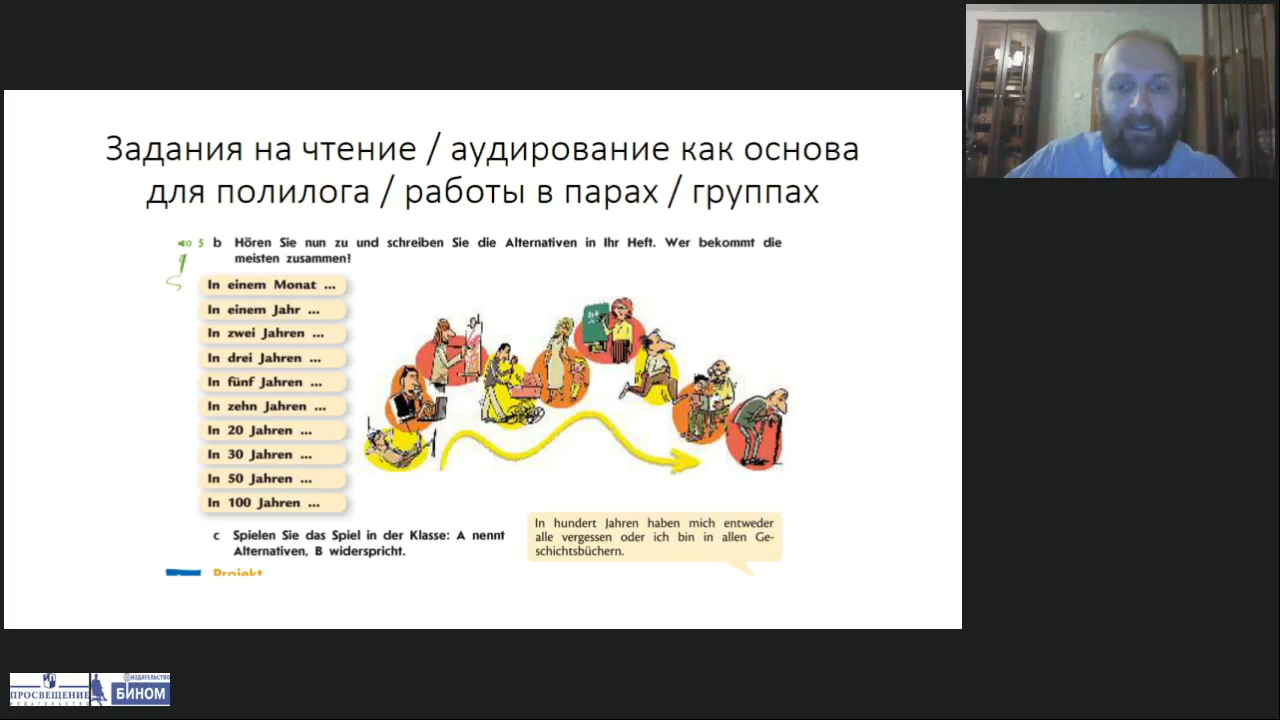 Задания на чтение / аудирование как основа
для полилога / работы в парах / группах
5 b Hören Sie nun zu und schreiben Sie die Alternativen in Ihr Heft. Wer bekommt die
meisten zusammen!
In einem Monat ...
In einem Jahr ...
In zwei Jahren ...
In drei Jahren ...
In fünf Jahren ...
In zehn Jahren ...
In 20 Jahren ...
In 30 Jahren ...
In 50 Jahren ...
In 100 Jahren ...
c Spielen Sie das Spiel in der Klasse: A nennt
Alternativen, B widerspricht.
In hundert Jahren haben mich entweder
alle vergessen oder ich bin in allen Ge-
schichtsbüchern.
Projekt
ПРОСВЕЩЕНИЕ
ИЗДАТЕЛЬСТВО
ИЗДАТЕЛЬСТВО
БИНОМ